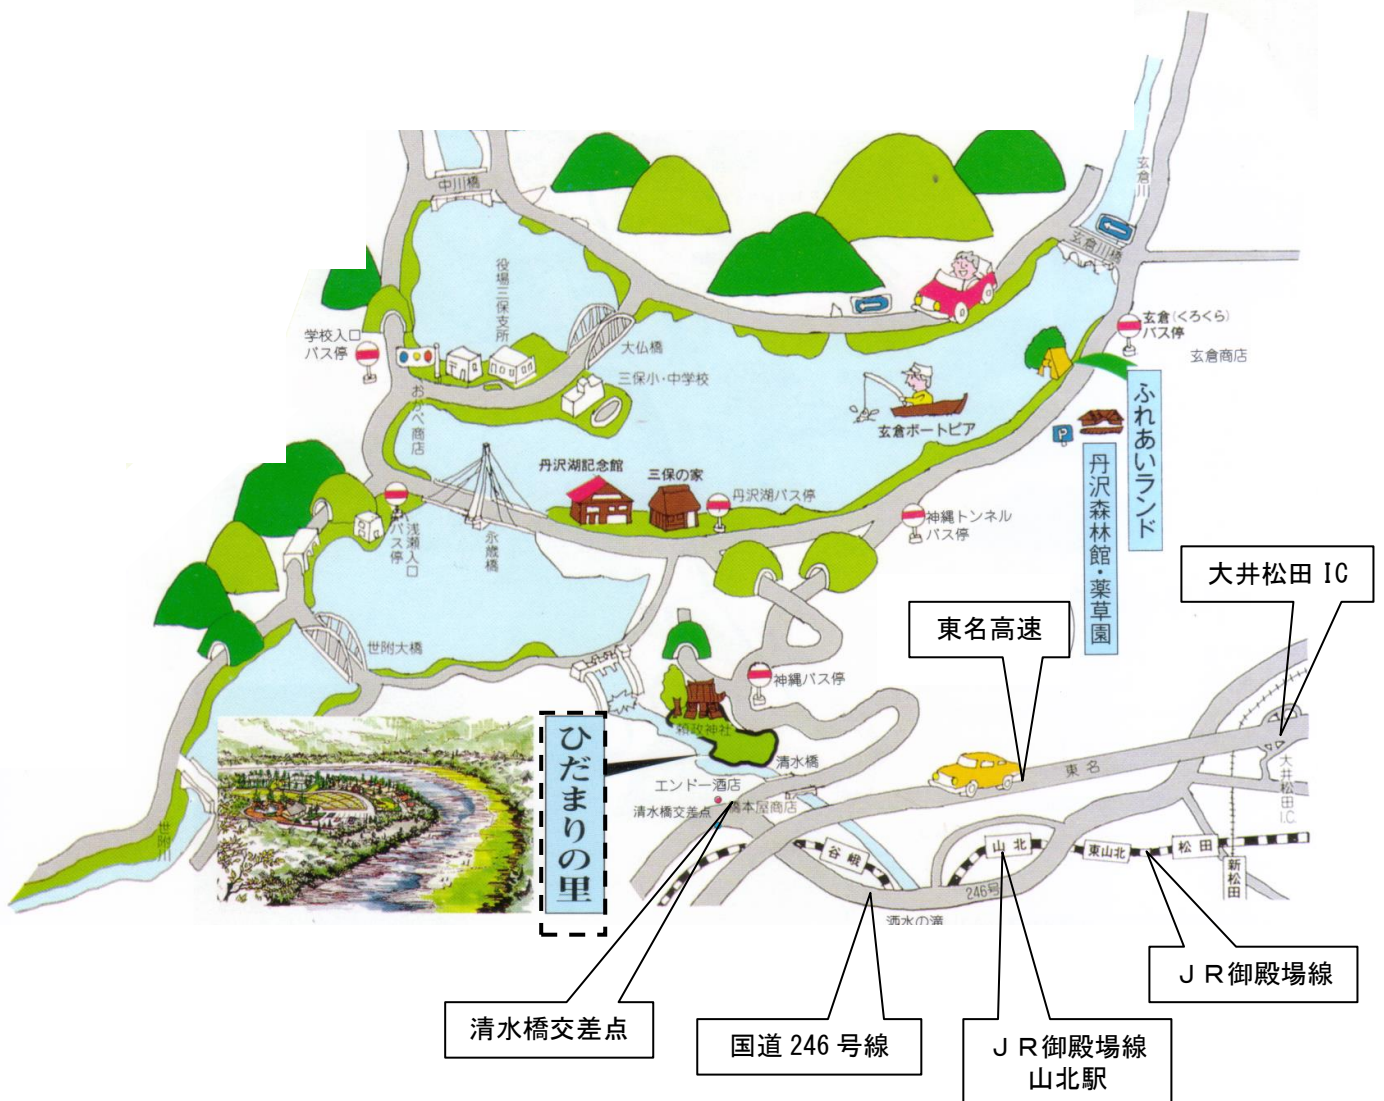 中川橋
玄倉川
玄倉川橋
役場三保支所
学校入口
バス停
大仏橋
玄倉(くろくら)
バス停
玄倉商店
三保小・中学校
おかべ商店
玄倉ボートピア
ふれあいランド
丹沢森林館・薬草園
丹沢湖記念館
三保の家
丹沢湖バス停
浅瀬入口
バス停
永歳橋
神縄トンネル
バス停
大井松田 IC
東名高速
世附大橋
神縄バス停
頼政神社
ひだまりの里
清水橋
エンドー酒店
清水橋交差点
橋本屋商店
東名
大井松田I.C.
世附川
谷峨
山北
東山北
松田
新松田
246号
洒水の滝
P
ＪＲ御殿場線
清水橋交差点
国道 246 号線
ＪＲ御殿場線
山北駅